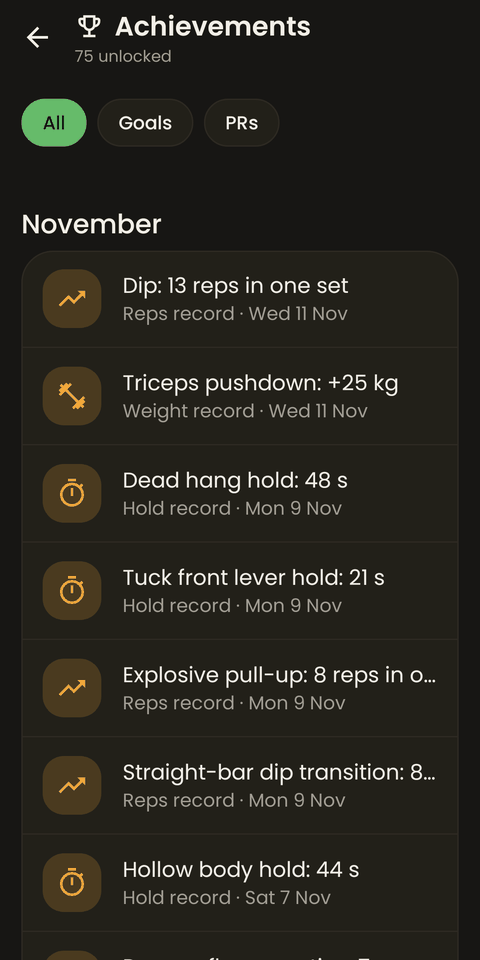 Achievements
75 unlocked
All
Goals
PRs
November
Dip: 13 reps in one set
Reps record · Wed 11 Nov
Triceps pushdown: +25 kg
Weight record · Wed 11 Nov
Dead hang hold: 48 s
Hold record · Mon 9 Nov
Tuck front lever hold: 21 s
Hold record · Mon 9 Nov
Explosive pull-up: 8 reps in o...
Reps record · Mon 9 Nov
Straight-bar dip transition: 8...
Reps record · Mon 9 Nov
Hollow body hold: 44 s
Hold record · Sat 7 Nov